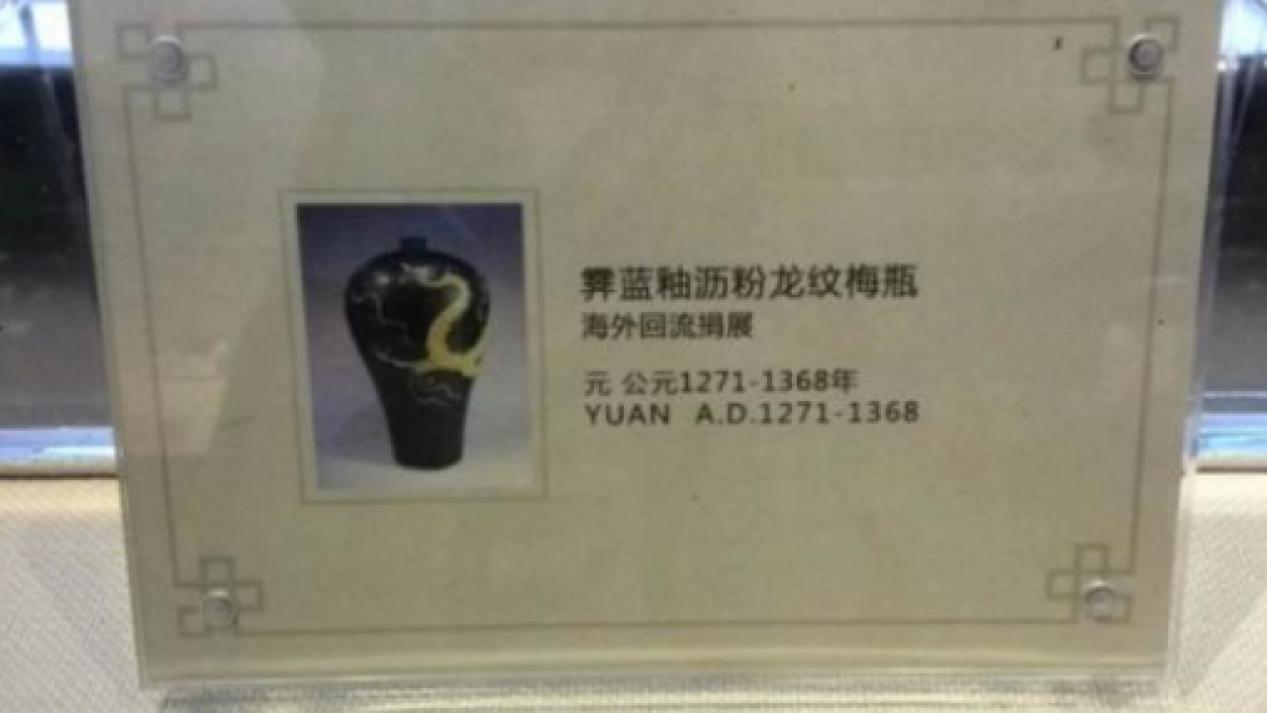 霁蓝釉沥粉龙纹梅瓶
海外回流捐展
元 公元1271-1368年
YUAN A.D.1271-1368